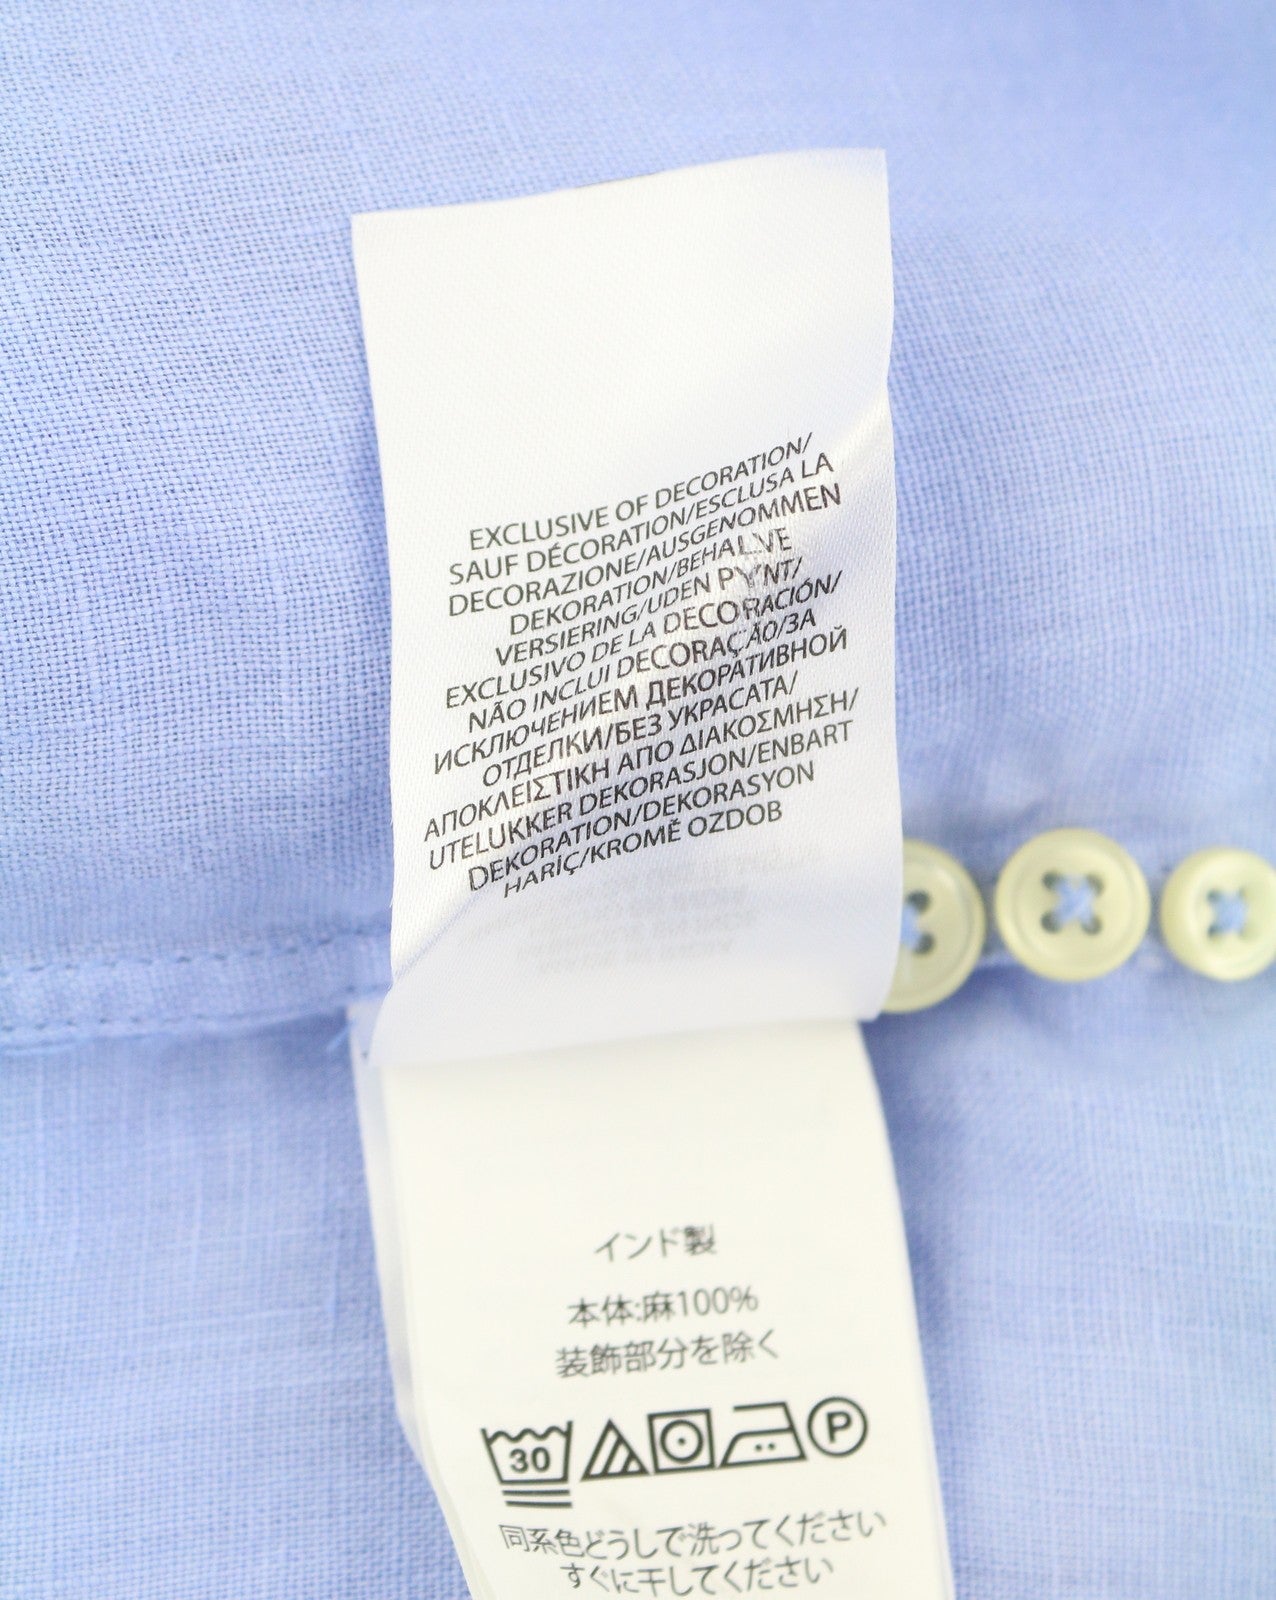 EXCLUSIVE OF DECORATION/
SAUF DÉCORATION/ESCLUSA LA
DECORAZIONE/AUSGENOMMEN
DEKORATION/BEHALVE
VERSIERING/UDEN PYNT/
EXCLUSIVO DE LA DECORACIÓN/
NÃO INCLUI DECORAÇÃO/ЗА
ИСКЛЮЧЕНИЕМ ДЕКОРАТИВНОЙ
ОТДЕЛКИ/БЕЗ УКРАСАТА/
ΑΠΟΚΛΕΙΣΤΙΚΗ ΑΠΟ ΔΙΑΚΟΣΜΗΣΗ/
UTELUKKER DEKORASJON/ENBART
DEKORATION/DEKORASYON
HARİÇ/KROMĚ OZDOB
インド製
本体:麻100%
装飾部分を除く
30
P
同系色どうしで洗ってください
すぐに干してください